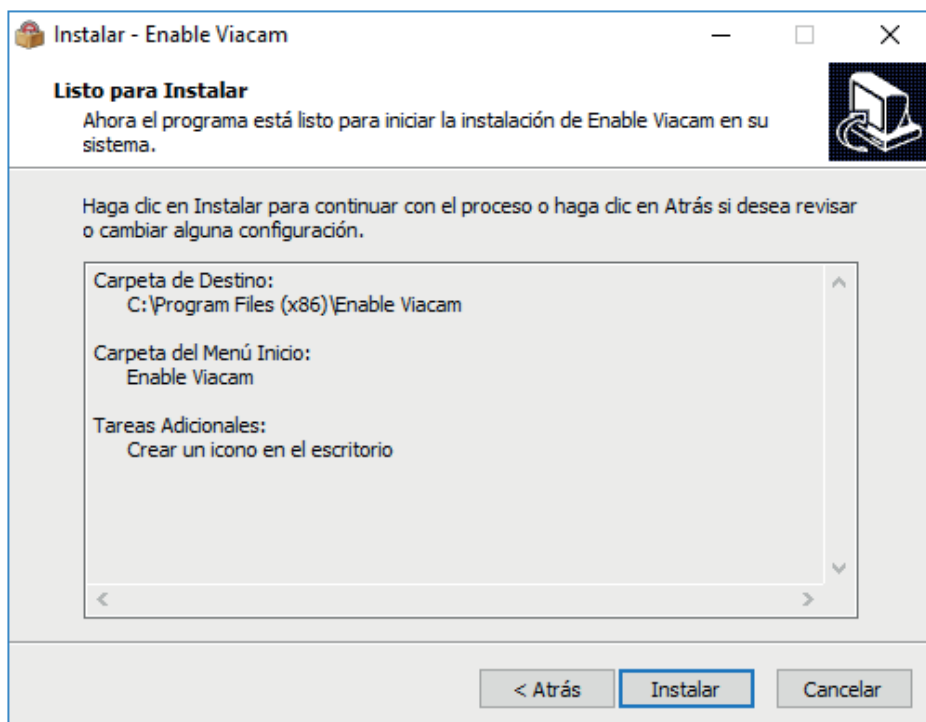 Instalar - Enable Viacam
Listo para Instalar
Ahora el programa está listo para iniciar la instalación de Enable Viacam en su
sistema.
Haga clic en Instalar para continuar con el proceso o haga clic en Atrás si desea revisar
o cambiar alguna configuración.
Carpeta de Destino:
C:\Program Files (x86)\Enable Viacam
Carpeta del Menú Inicio:
Enable Viacam
Tareas Adicionales:
Crear un icono en el escritorio
< Atrás
Instalar
Cancelar